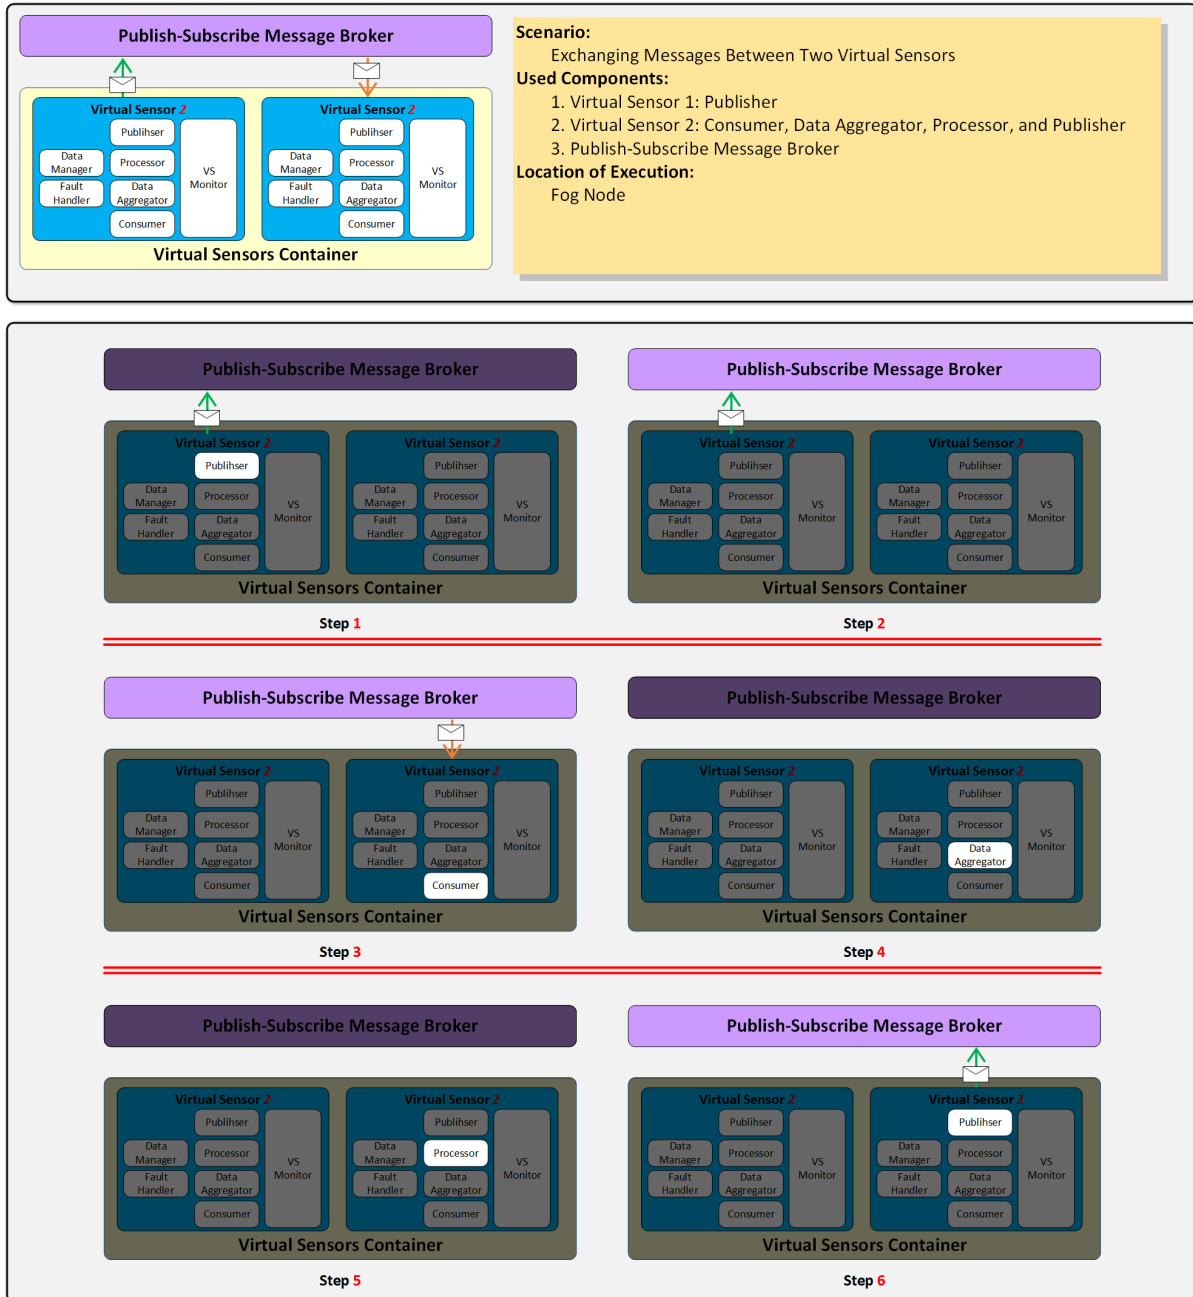 Publish-Subscribe Message Broker
Virtual Sensor 2
Publihser
Data
Manager
Processor
Fault
Handler
Data
Aggregator
Consumer
VS
Monitor
Virtual Sensor 2
Publihser
Data
Manager
Processor
Fault
Handler
Data
Aggregator
Consumer
VS
Monitor
Virtual Sensors Container
Scenario:
Exchanging Messages Between Two Virtual Sensors
Used Components:
1. Virtual Sensor 1: Publisher
2. Virtual Sensor 2: Consumer, Data Aggregator, Processor, and Publisher
3. Publish-Subscribe Message Broker
Location of Execution:
Fog Node
Publish-Subscribe Message Broker
Virtual Sensor 2
Publihser
Data
Manager
Processor
Fault
Handler
Data
Aggregator
Consumer
VS
Monitor
Virtual Sensor 2
Publihser
Data
Manager
Processor
Fault
Handler
Data
Aggregator
Consumer
VS
Monitor
Virtual Sensors Container
Step 1
Publish-Subscribe Message Broker
Virtual Sensor 2
Publihser
Data
Manager
Processor
Fault
Handler
Data
Aggregator
Consumer
VS
Monitor
Virtual Sensor 2
Publihser
Data
Manager
Processor
Fault
Handler
Data
Aggregator
Consumer
VS
Monitor
Virtual Sensors Container
Step 2
Publish-Subscribe Message Broker
Virtual Sensor 2
Publihser
Data
Manager
Processor
Fault
Handler
Data
Aggregator
Consumer
VS
Monitor
Virtual Sensor 2
Publihser
Data
Manager
Processor
Fault
Handler
Data
Aggregator
Consumer
VS
Monitor
Virtual Sensors Container
Step 3
Publish-Subscribe Message Broker
Virtual Sensor 2
Publihser
Data
Manager
Processor
Fault
Handler
Data
Aggregator
Consumer
VS
Monitor
Virtual Sensor 2
Publihser
Data
Manager
Processor
Fault
Handler
Data
Aggregator
Consumer
VS
Monitor
Virtual Sensors Container
Step 4
Publish-Subscribe Message Broker
Virtual Sensor 2
Publihser
Data
Manager
Processor
Fault
Handler
Data
Aggregator
Consumer
VS
Monitor
Virtual Sensor 2
Publihser
Data
Manager
Processor
Fault
Handler
Data
Aggregator
Consumer
VS
Monitor
Virtual Sensors Container
Step 5
Publish-Subscribe Message Broker
Virtual Sensor 2
Publihser
Data
Manager
Processor
Fault
Handler
Data
Aggregator
Consumer
VS
Monitor
Virtual Sensor 2
Publihser
Data
Manager
Processor
Fault
Handler
Data
Aggregator
Consumer
VS
Monitor
Virtual Sensors Container
Step 6